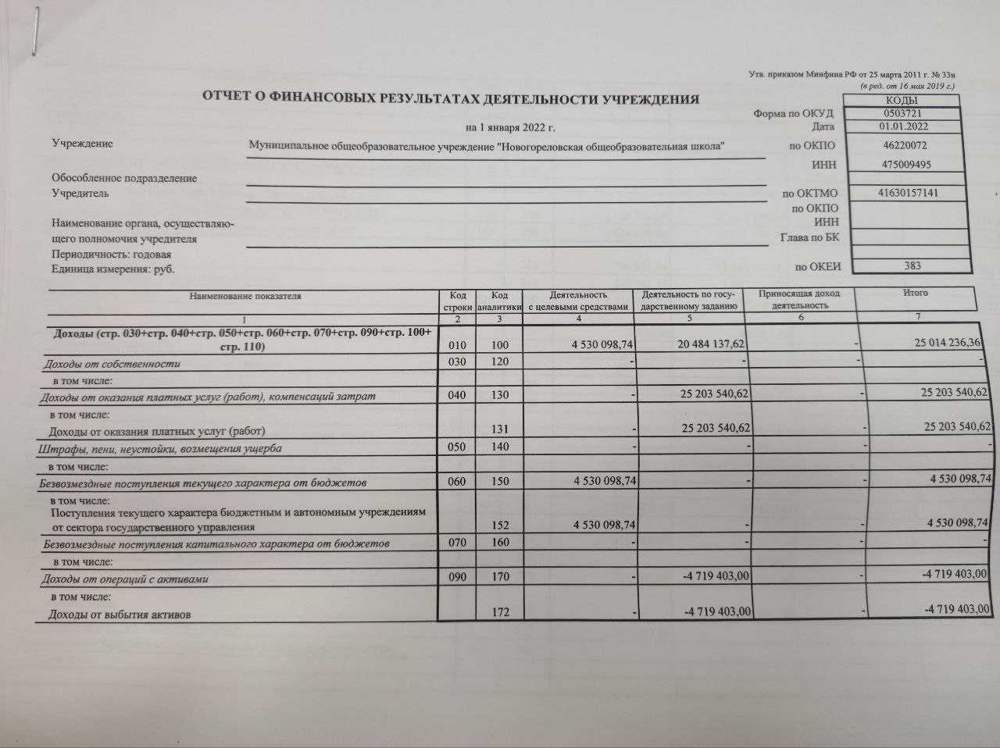 Утв. приказом Минфина РФ от 25 марта 2011 г. № 33н
(в ред. от 16 мая 2019 г.)
ОТЧЕТ О ФИНАНСОВЫХ РЕЗУЛЬТАТАХ ДЕЯТЕЛЬНОСТИ УЧРЕЖДЕНИЯ
КОДЫ
Форма по ОКУД 0503721
на 1 января 2022 г. Дата 01.01.2022
Учреждение Муниципальное общеобразовательное учреждение "Новогореловская общеобразовательная школа" по ОКПО 46220072
ИНН 475009495
Обособленное подразделение
Учредитель по ОКТМО 41630157141
по ОКПО
Наименование органа, осуществляю- ИНН
щего полномочия учредителя Глава по БК
Периодичность: годовая
Единица измерения: руб. по ОКЕИ 383
Наименование показателя Код строки Код аналитики Деятельность с целевыми средствами Деятельность по госу-дарственному заданию Приносящая доход деятельность Итого
1 2 3 4 5 6 7
Доходы (стр. 030+стр. 040+стр. 050+стр. 060+стр. 070+стр. 090+стр. 100+
стр. 110) 010 100 4 530 098,74 20 484 137,62 - 25 014 236,36
Доходы от собственности 030 120 - - - -
в том числе:
Доходы от оказания платных услуг (работ), компенсаций затрат 040 130 - 25 203 540,62 - 25 203 540,62
в том числе:
Доходы от оказания платных услуг (работ) 131 - 25 203 540,62 - 25 203 540,62
Штрафы, пени, неустойки, возмещения ущерба 050 140 - - - -
в том числе:
Безвозмездные поступления текущего характера от бюджетов 060 150 4 530 098,74 - - 4 530 098,74
в том числе:
Поступления текущего характера бюджетным и автономным учреждениям
от сектора государственного управления 152 4 530 098,74 - - 4 530 098,74
Безвозмездные поступления капитального характера от бюджетов 070 160 - - - -
в том числе:
Доходы от операций с активами 090 170 - -4 719 403,00 - -4 719 403,00
в том числе:
Доходы от выбытия активов 172 - -4 719 403,00 - -4 719 403,00